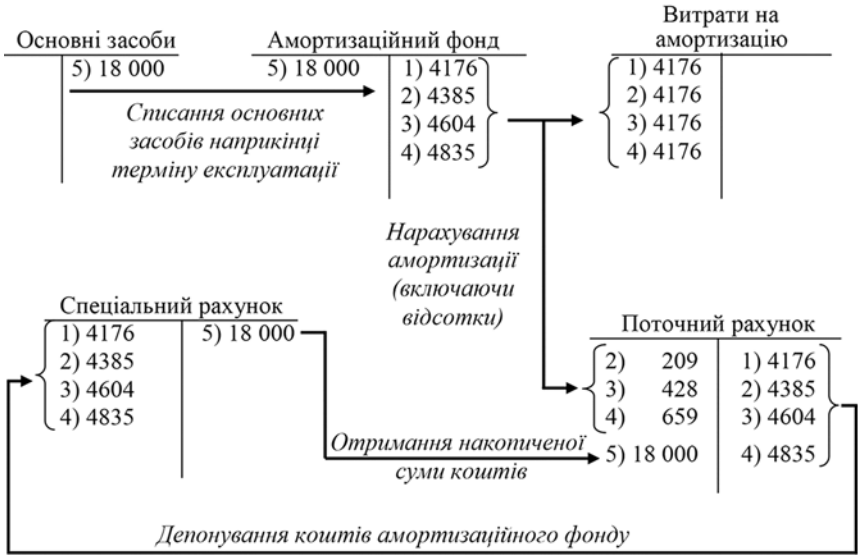 Основні засоби
5) 18 000
Амортизаційний фонд
5) 18 000 1) 4176
2) 4385
3) 4604
4) 4835
Витрати на
амортизацію
1) 4176
2) 4176
3) 4176
4) 4176
Списання основних
засобів наприкінці
терміну експлуатації
Нарахування
амортизації
(включаючи
відсотки)
Спеціальний рахунок
1) 4176 5) 18 000
2) 4385
3) 4604
4) 4835
Поточний рахунок
2) 209 1) 4176
3) 428 2) 4385
4) 659 3) 4604
5) 18 000 4) 4835
Отримання накопиченої
суми коштів
Депонування коштів амортизаційного фонду